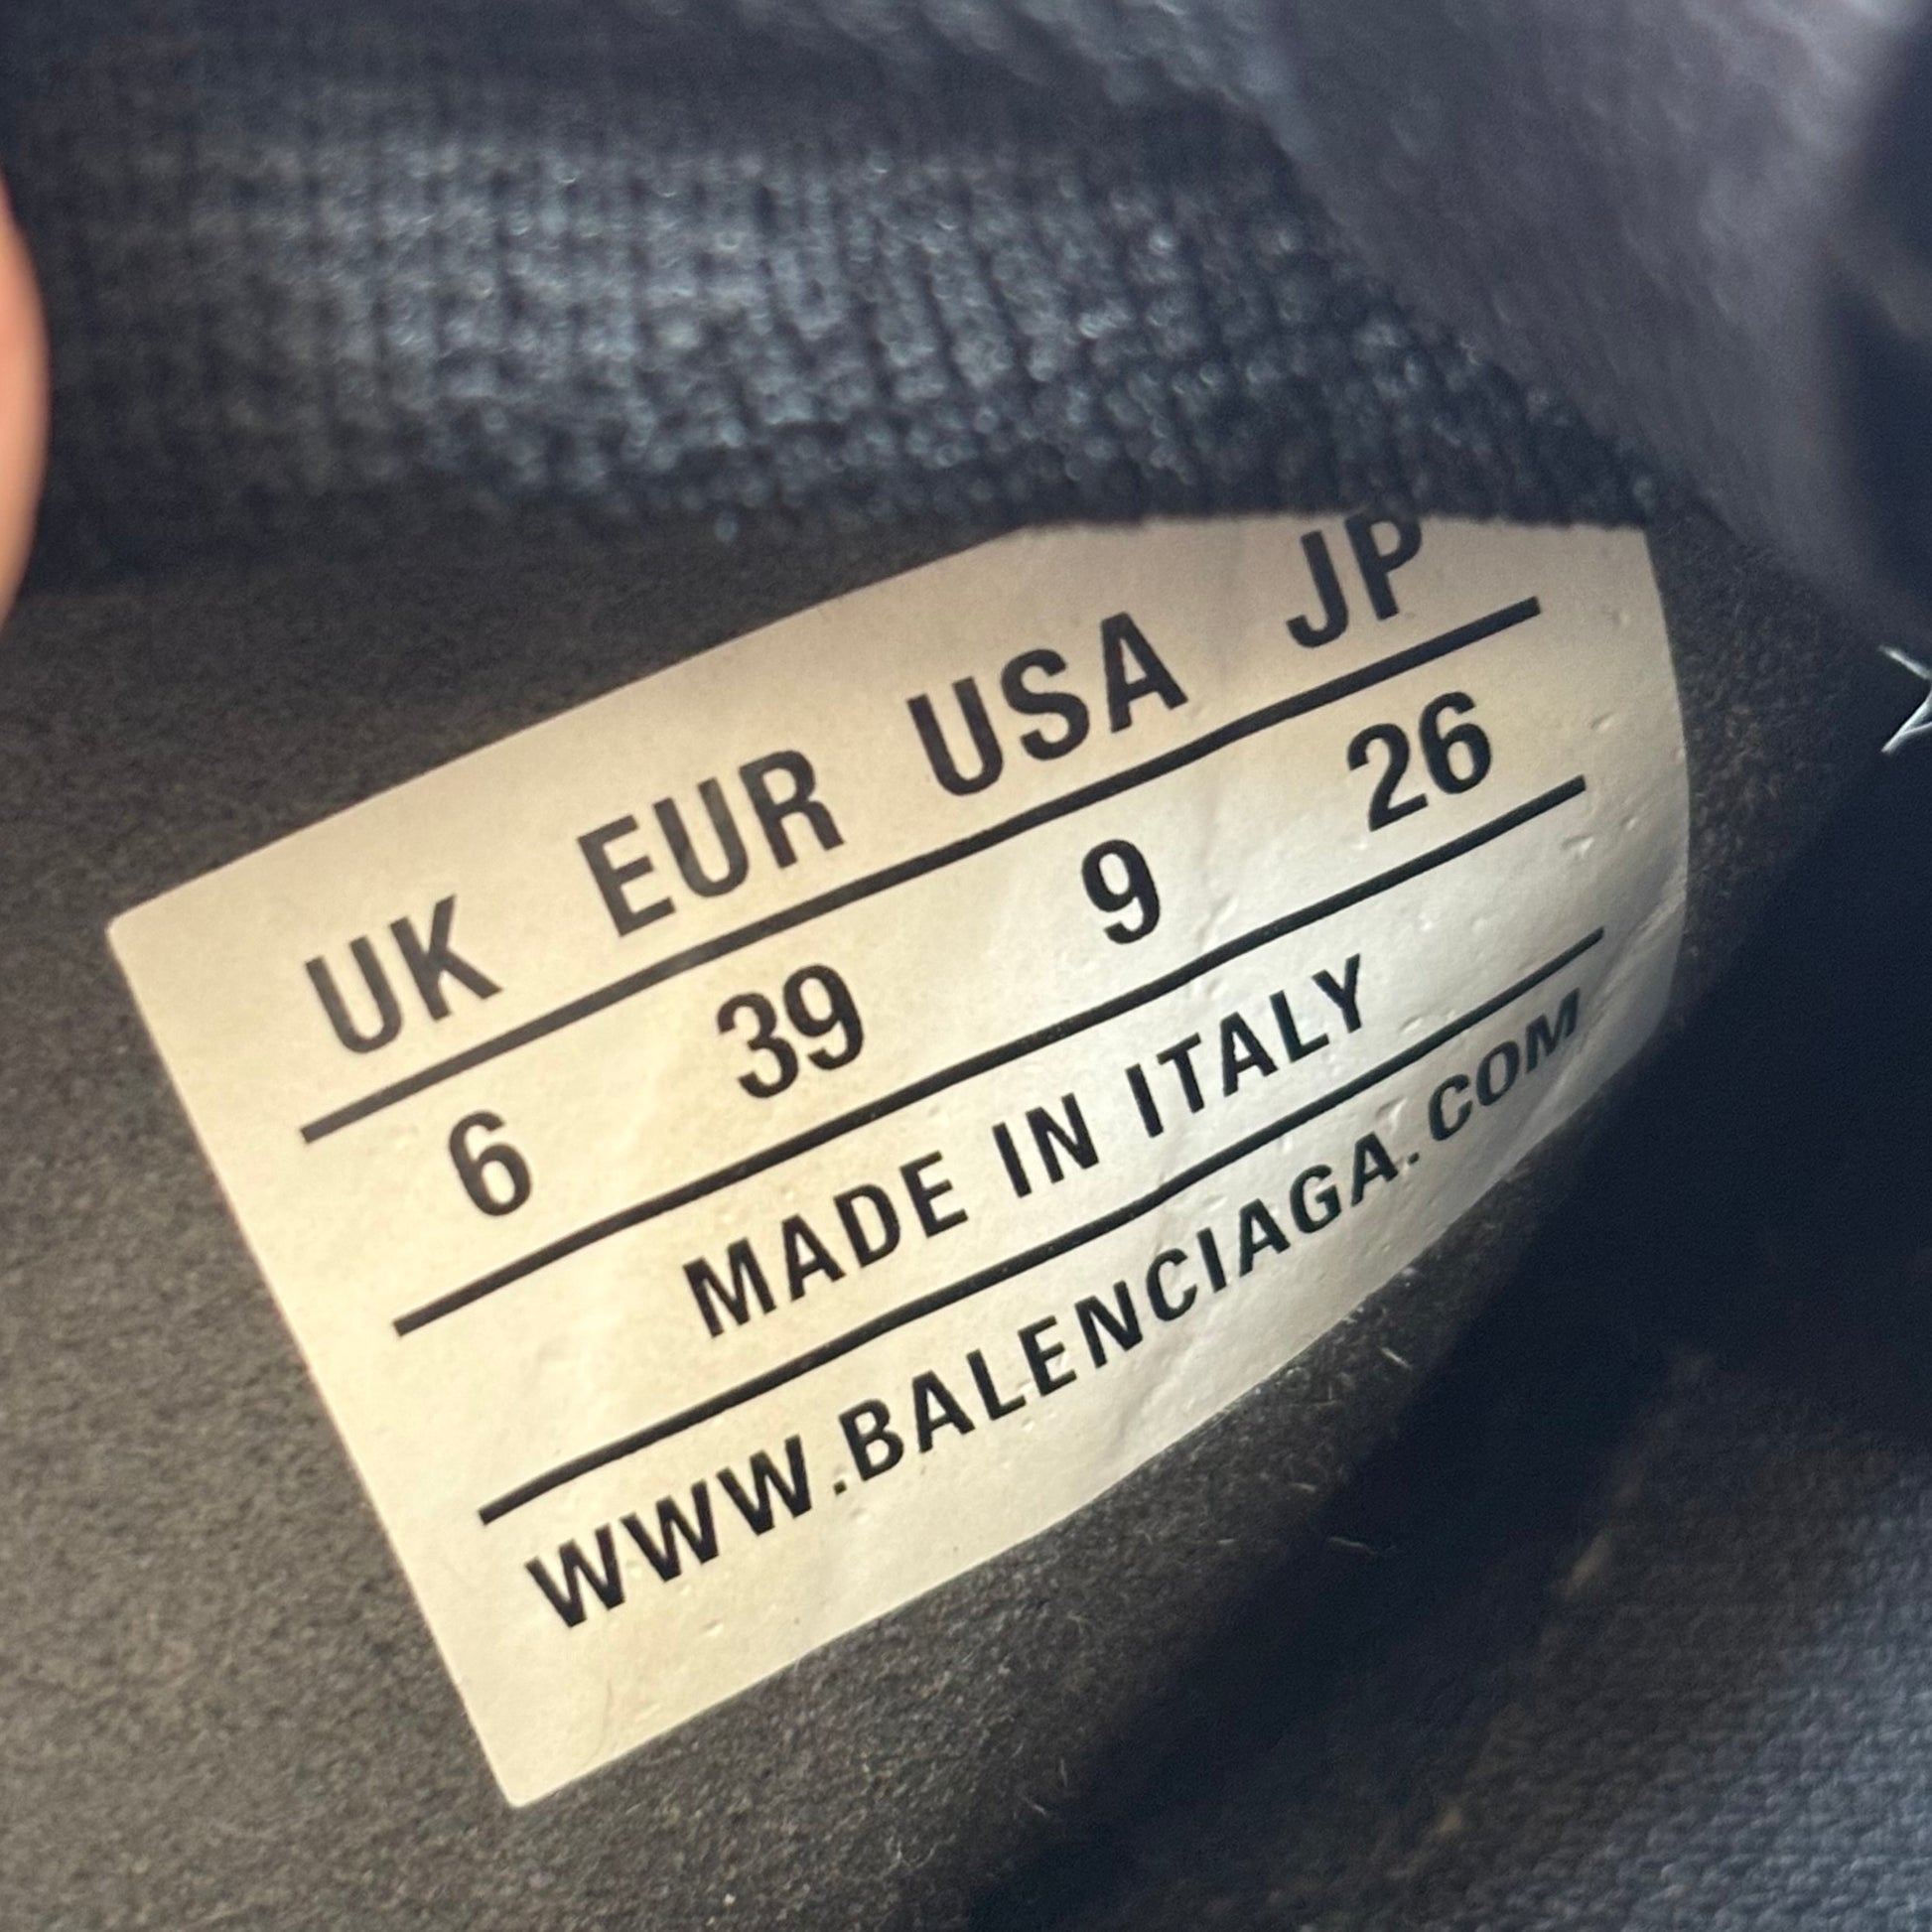 UK EUR USA JP
6 39 9 26
MADE IN ITALY
WWW.BALENCIAGA.COM